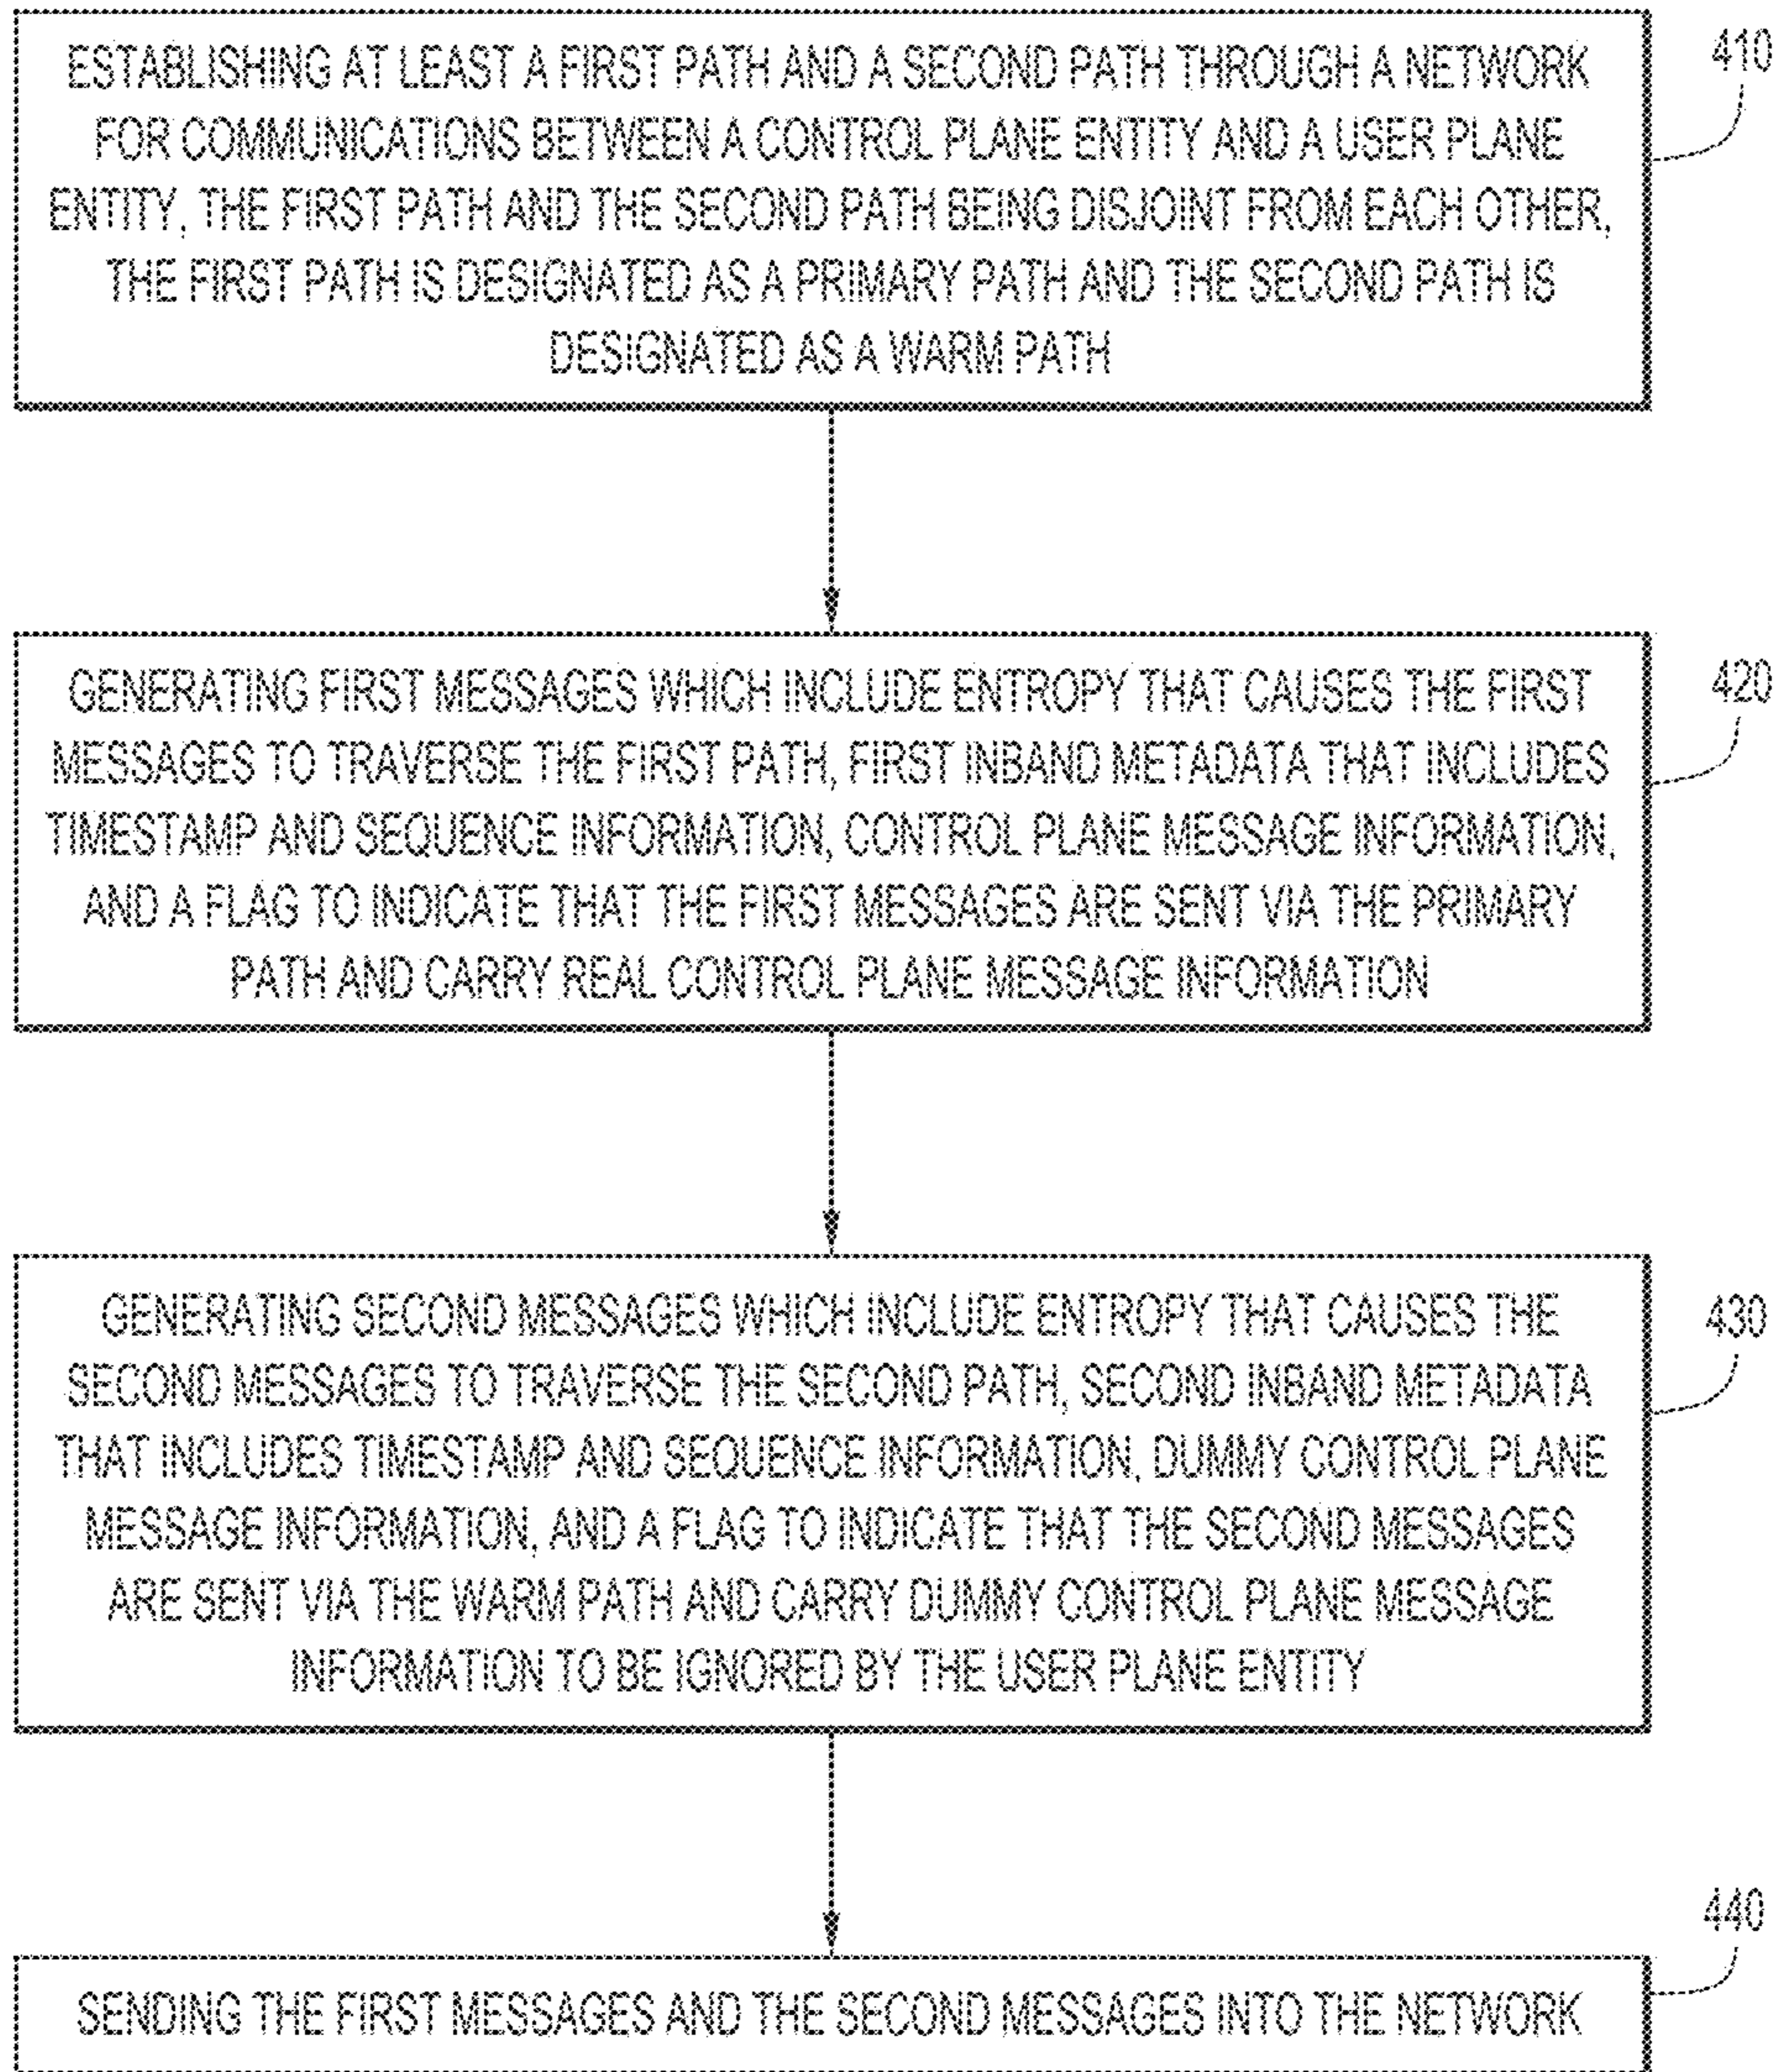 ESTABLISHING AT LEAST A FIRST PATH AND A SECOND PATH THROUGH A NETWORK
FOR COMMUNICATIONS BETWEEN A CONTROL PLANE ENTITY AND A USER PLANE
ENTITY, THE FIRST PATH AND THE SECOND PATH BEING DISJOINT FROM EACH OTHER,
THE FIRST PATH IS DESIGNATED AS A PRIMARY PATH AND THE SECOND PATH IS
DESIGNATED AS A WARM PATH
410
GENERATING FIRST MESSAGES WHICH INCLUDE ENTROPY THAT CAUSES THE FIRST
MESSAGES TO TRAVERSE THE FIRST PATH, FIRST INBAND METADATA THAT INCLUDES
TIMESTAMP AND SEQUENCE INFORMATION, CONTROL PLANE MESSAGE INFORMATION,
AND A FLAG TO INDICATE THAT THE FIRST MESSAGES ARE SENT VIA THE PRIMARY
PATH AND CARRY REAL CONTROL PLANE MESSAGE INFORMATION
420
GENERATING SECOND MESSAGES WHICH INCLUDE ENTROPY THAT CAUSES THE
SECOND MESSAGES TO TRAVERSE THE SECOND PATH, SECOND INBAND METADATA
THAT INCLUDES TIMESTAMP AND SEQUENCE INFORMATION, DUMMY CONTROL PLANE
MESSAGE INFORMATION, AND A FLAG TO INDICATE THAT THE SECOND MESSAGES
ARE SENT VIA THE WARM PATH AND CARRY DUMMY CONTROL PLANE MESSAGE
INFORMATION TO BE IGNORED BY THE USER PLANE ENTITY
430
SENDING THE FIRST MESSAGES AND THE SECOND MESSAGES INTO THE NETWORK
440